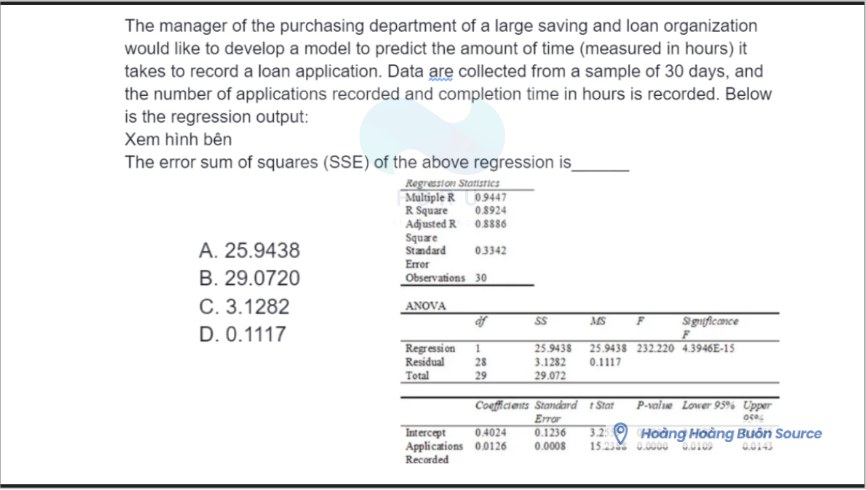 The manager of the purchasing department of a large saving and loan organization
would like to develop a model to predict the amount of time (measured in hours) it
takes to record a loan application. Data are collected from a sample of 30 days, and
the number of applications recorded and completion time in hours is recorded. Below
is the regression output:
Xem hình bên
The error sum of squares (SSE) of the above regression is______
A. 25.9438
B. 29.0720
C. 3.1282
D. 0.1117
Regression Statistics
Multiple R 0.9447
R Square 0.8924
Adjusted R 0.8886
Square
Standard 0.3342
Error
Observations 30
ANOVA
df SS MS F Significance
F
Regression 1 25.9438 25.9438 232.220 4.3946E-15
Residual 28 3.1282 0.1117
Total 29 29.072
Coefficients Standard t Stat P-value Lower 95% Upper
Error 95%
Intercept 0.4024 0.1236
Applications 0.0126 0.0008
Recorded
Hoàng Hoàng Buôn Source